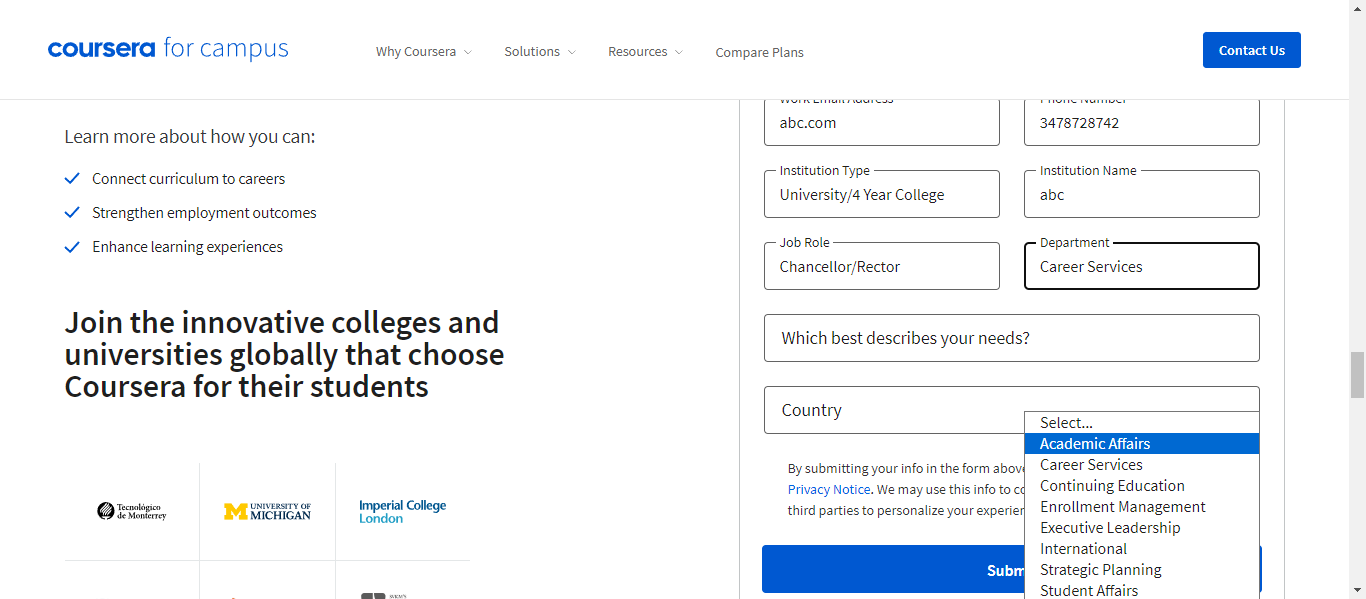 coursera for campus
Why Coursera
Solutions
Resources
Compare Plans
Contact Us
Learn more about how you can:
Connect curriculum to careers
Strengthen employment outcomes
Enhance learning experiences
Join the innovative colleges and
universities globally that choose
Coursera for their students
Tecnológico
de Monterrey
M UNIVERSITY OF
MICHIGAN
Imperial College
London
Work Email Address
abc.com
Phone Number
3478728742
Institution Type
University/4 Year College
Institution Name
abc
Job Role
Chancellor/Rector
Department
Career Services
Which best describes your needs?
Country
Select...
Academic Affairs
Career Services
Continuing Education
Enrollment Management
Executive Leadership
International
Strategic Planning
Student Affairs
By submitting your info in the form above
Privacy Notice. We may use this info to co
third parties to personalize your experien
Subm